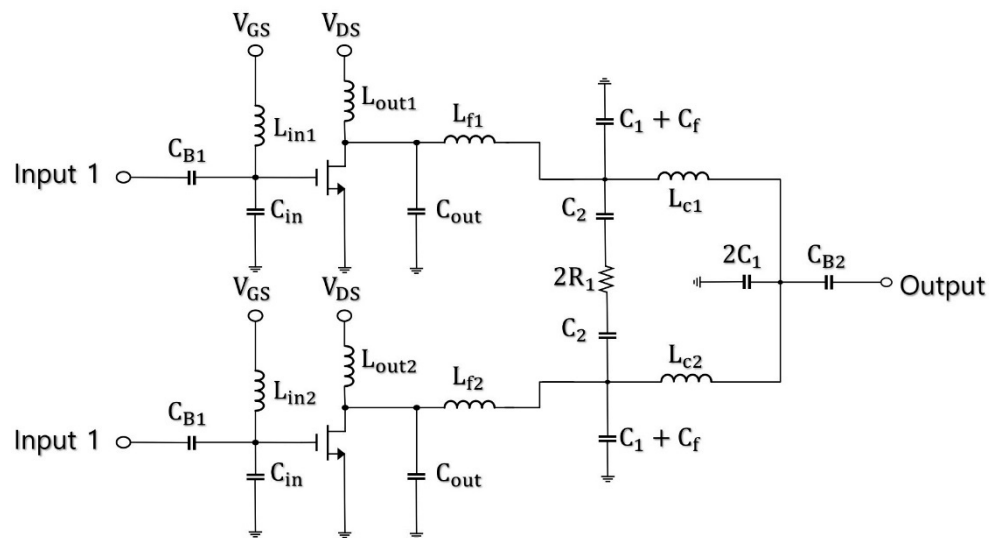 V_GS
V_DS
L_in1
L_out1
L_f1
C_1 + C_f
C_B1
Input 1
C_in
C_out
C_2
L_c1
2R_1
2C_1
C_B2
Output
V_GS
V_DS
C_2
L_in2
L_out2
L_f2
L_c2
C_B1
Input 1
C_in
C_out
C_1 + C_f